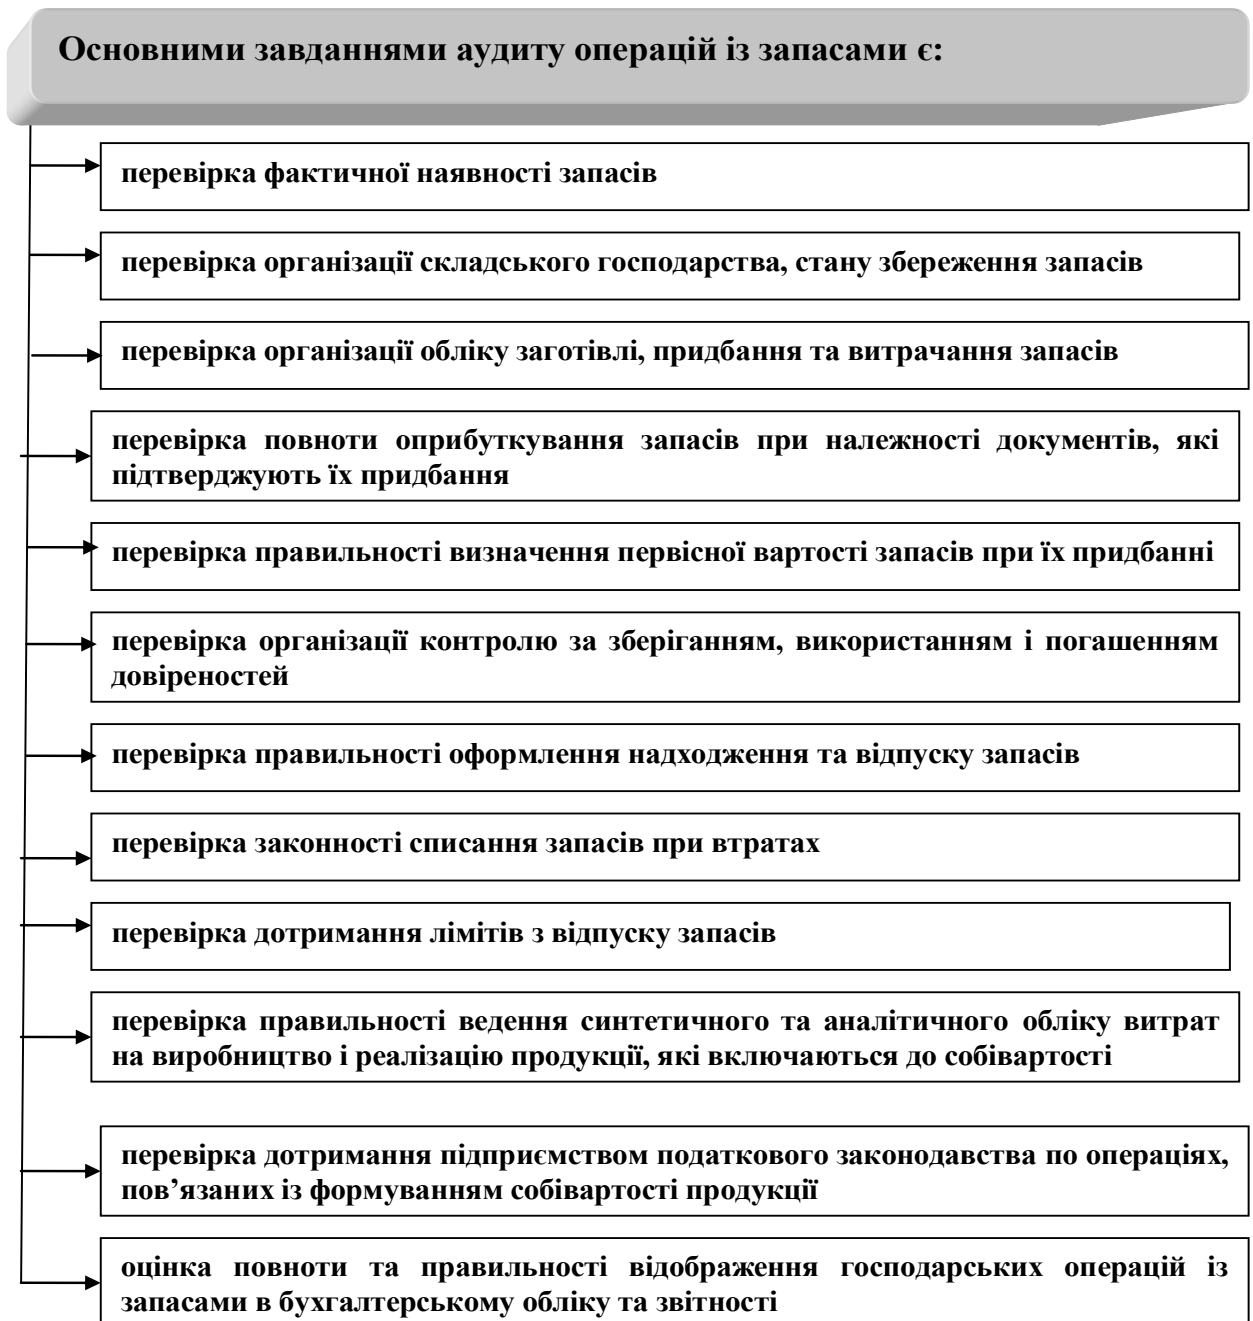 Основними завданнями аудиту операцій із запасами є:
перевірка фактичної наявності запасів
перевірка організації складського господарства, стану збереження запасів
перевірка організації обліку заготівлі, придбання та витрачання запасів
перевірка повноти оприбуткування запасів при належності документів, які
підтверджують їх придбання
перевірка правильності визначення первісної вартості запасів при їх придбанні
перевірка організації контролю за зберіганням, використанням і погашенням
довіреностей
перевірка правильності оформлення надходження та відпуску запасів
перевірка законності списання запасів при втратах
перевірка дотримання лімітів з відпуску запасів
перевірка правильності ведення синтетичного та аналітичного обліку витрат
на виробництво і реалізацію продукції, які включаються до собівартості
перевірка дотримання підприємством податкового законодавства по операціях,
пов’язаних із формуванням собівартості продукції
оцінка повноти та правильності відображення господарських операцій із
запасами в бухгалтерському обліку та звітності